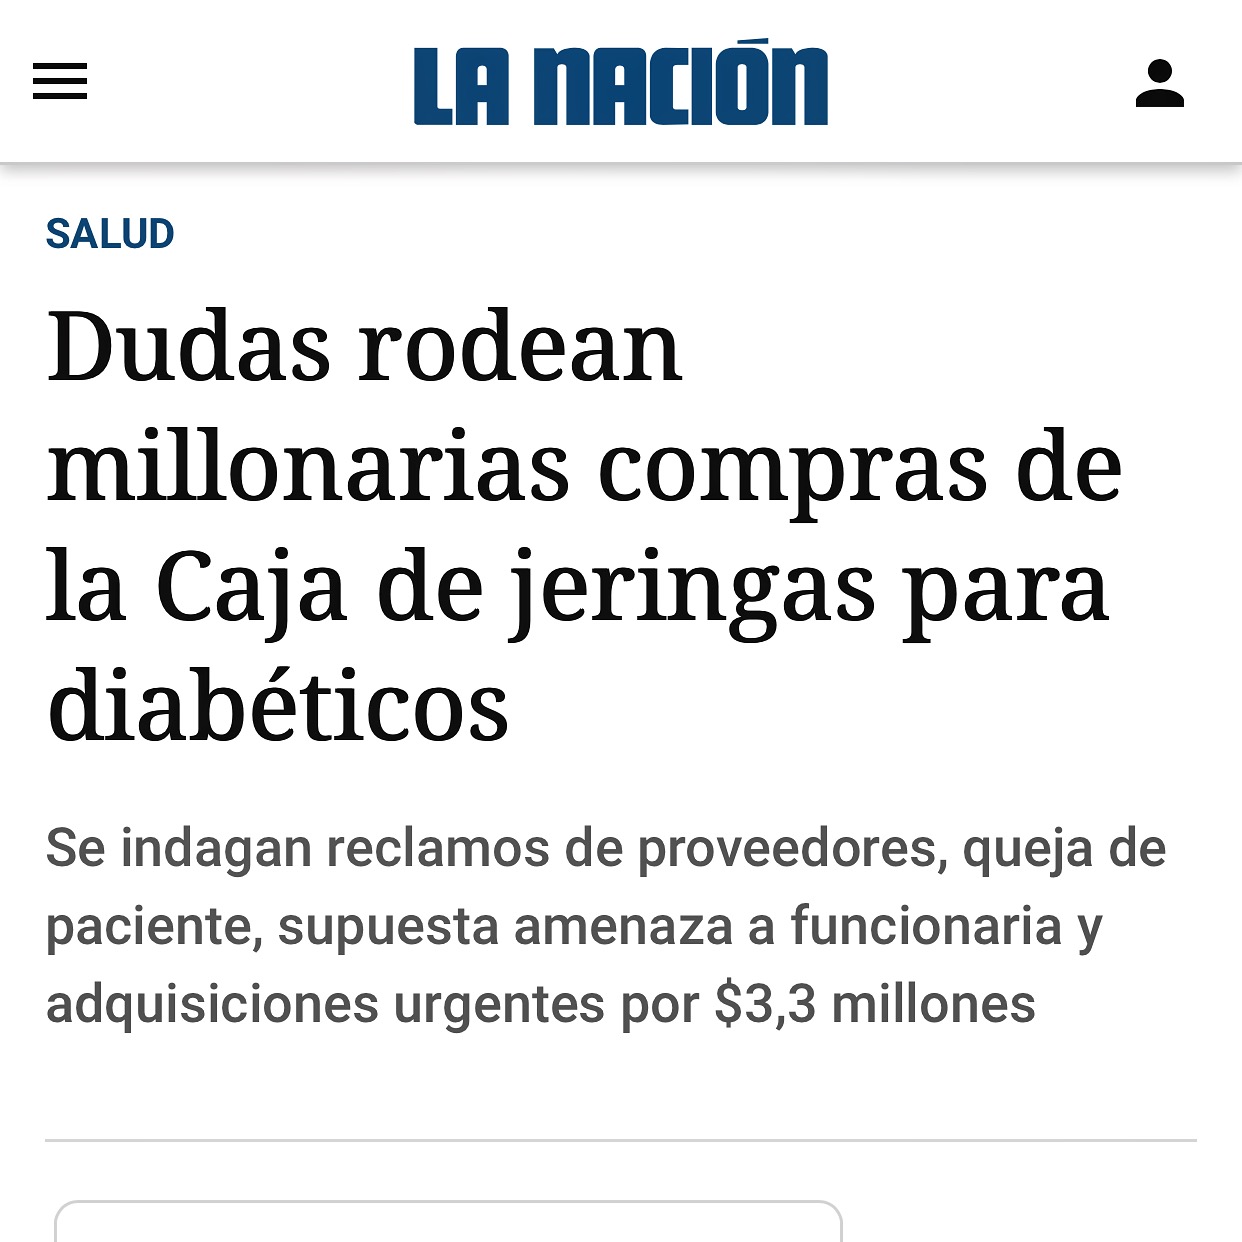 LA NACIÓN
SALUD
Dudas rodean
millonarias compras de
la Caja de jeringas para
diabéticos
Se indagan reclamos de proveedores, queja de
paciente, supuesta amenaza a funcionaria y
adquisiciones urgentes por $3,3 millones